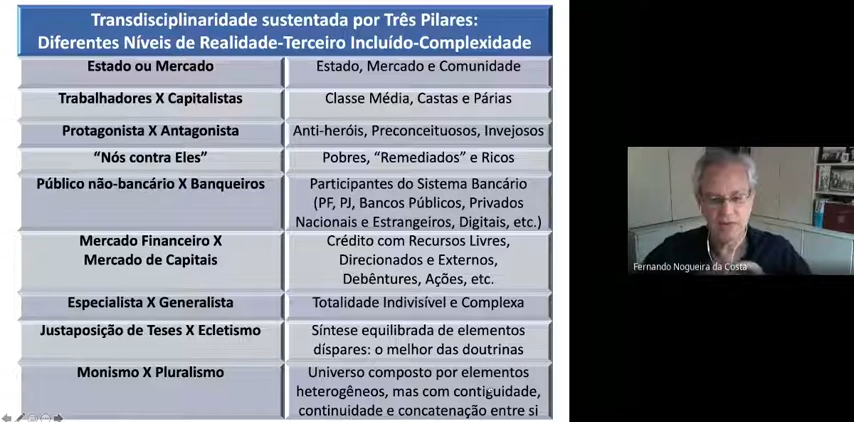 Transdisciplinaridade sustentada por Três Pilares:
Diferentes Níveis de Realidade-Terceiro Incluído-Complexidade
Estado ou Mercado
Estado, Mercado e Comunidade
Trabalhadores X Capitalistas
Classe Média, Castas e Párias
Protagonista X Antagonista
Anti-heróis, Preconceituosos, Invejosos
“Nós contra Eles”
Pobres, “Remediados” e Ricos
Público não-bancário X Banqueiros
Participantes do Sistema Bancário
(PF, PJ, Bancos Públicos, Privados
Nacionais e Estrangeiros, Digitais, etc.)
Mercado Financeiro X
Mercado de Capitais
Crédito com Recursos Livres,
Direcionados e Externos,
Debêntures, Ações, etc.
Especialista X Generalista
Totalidade Indivisível e Complexa
Justaposição de Teses X Ecletismo
Síntese equilibrada de elementos
díspares: o melhor das doutrinas
Monismo X Pluralismo
Universo composto por elementos
heterogêneos, mas com contiguidade,
continuidade e concatenação entre si
Fernando Nogueira da Costa